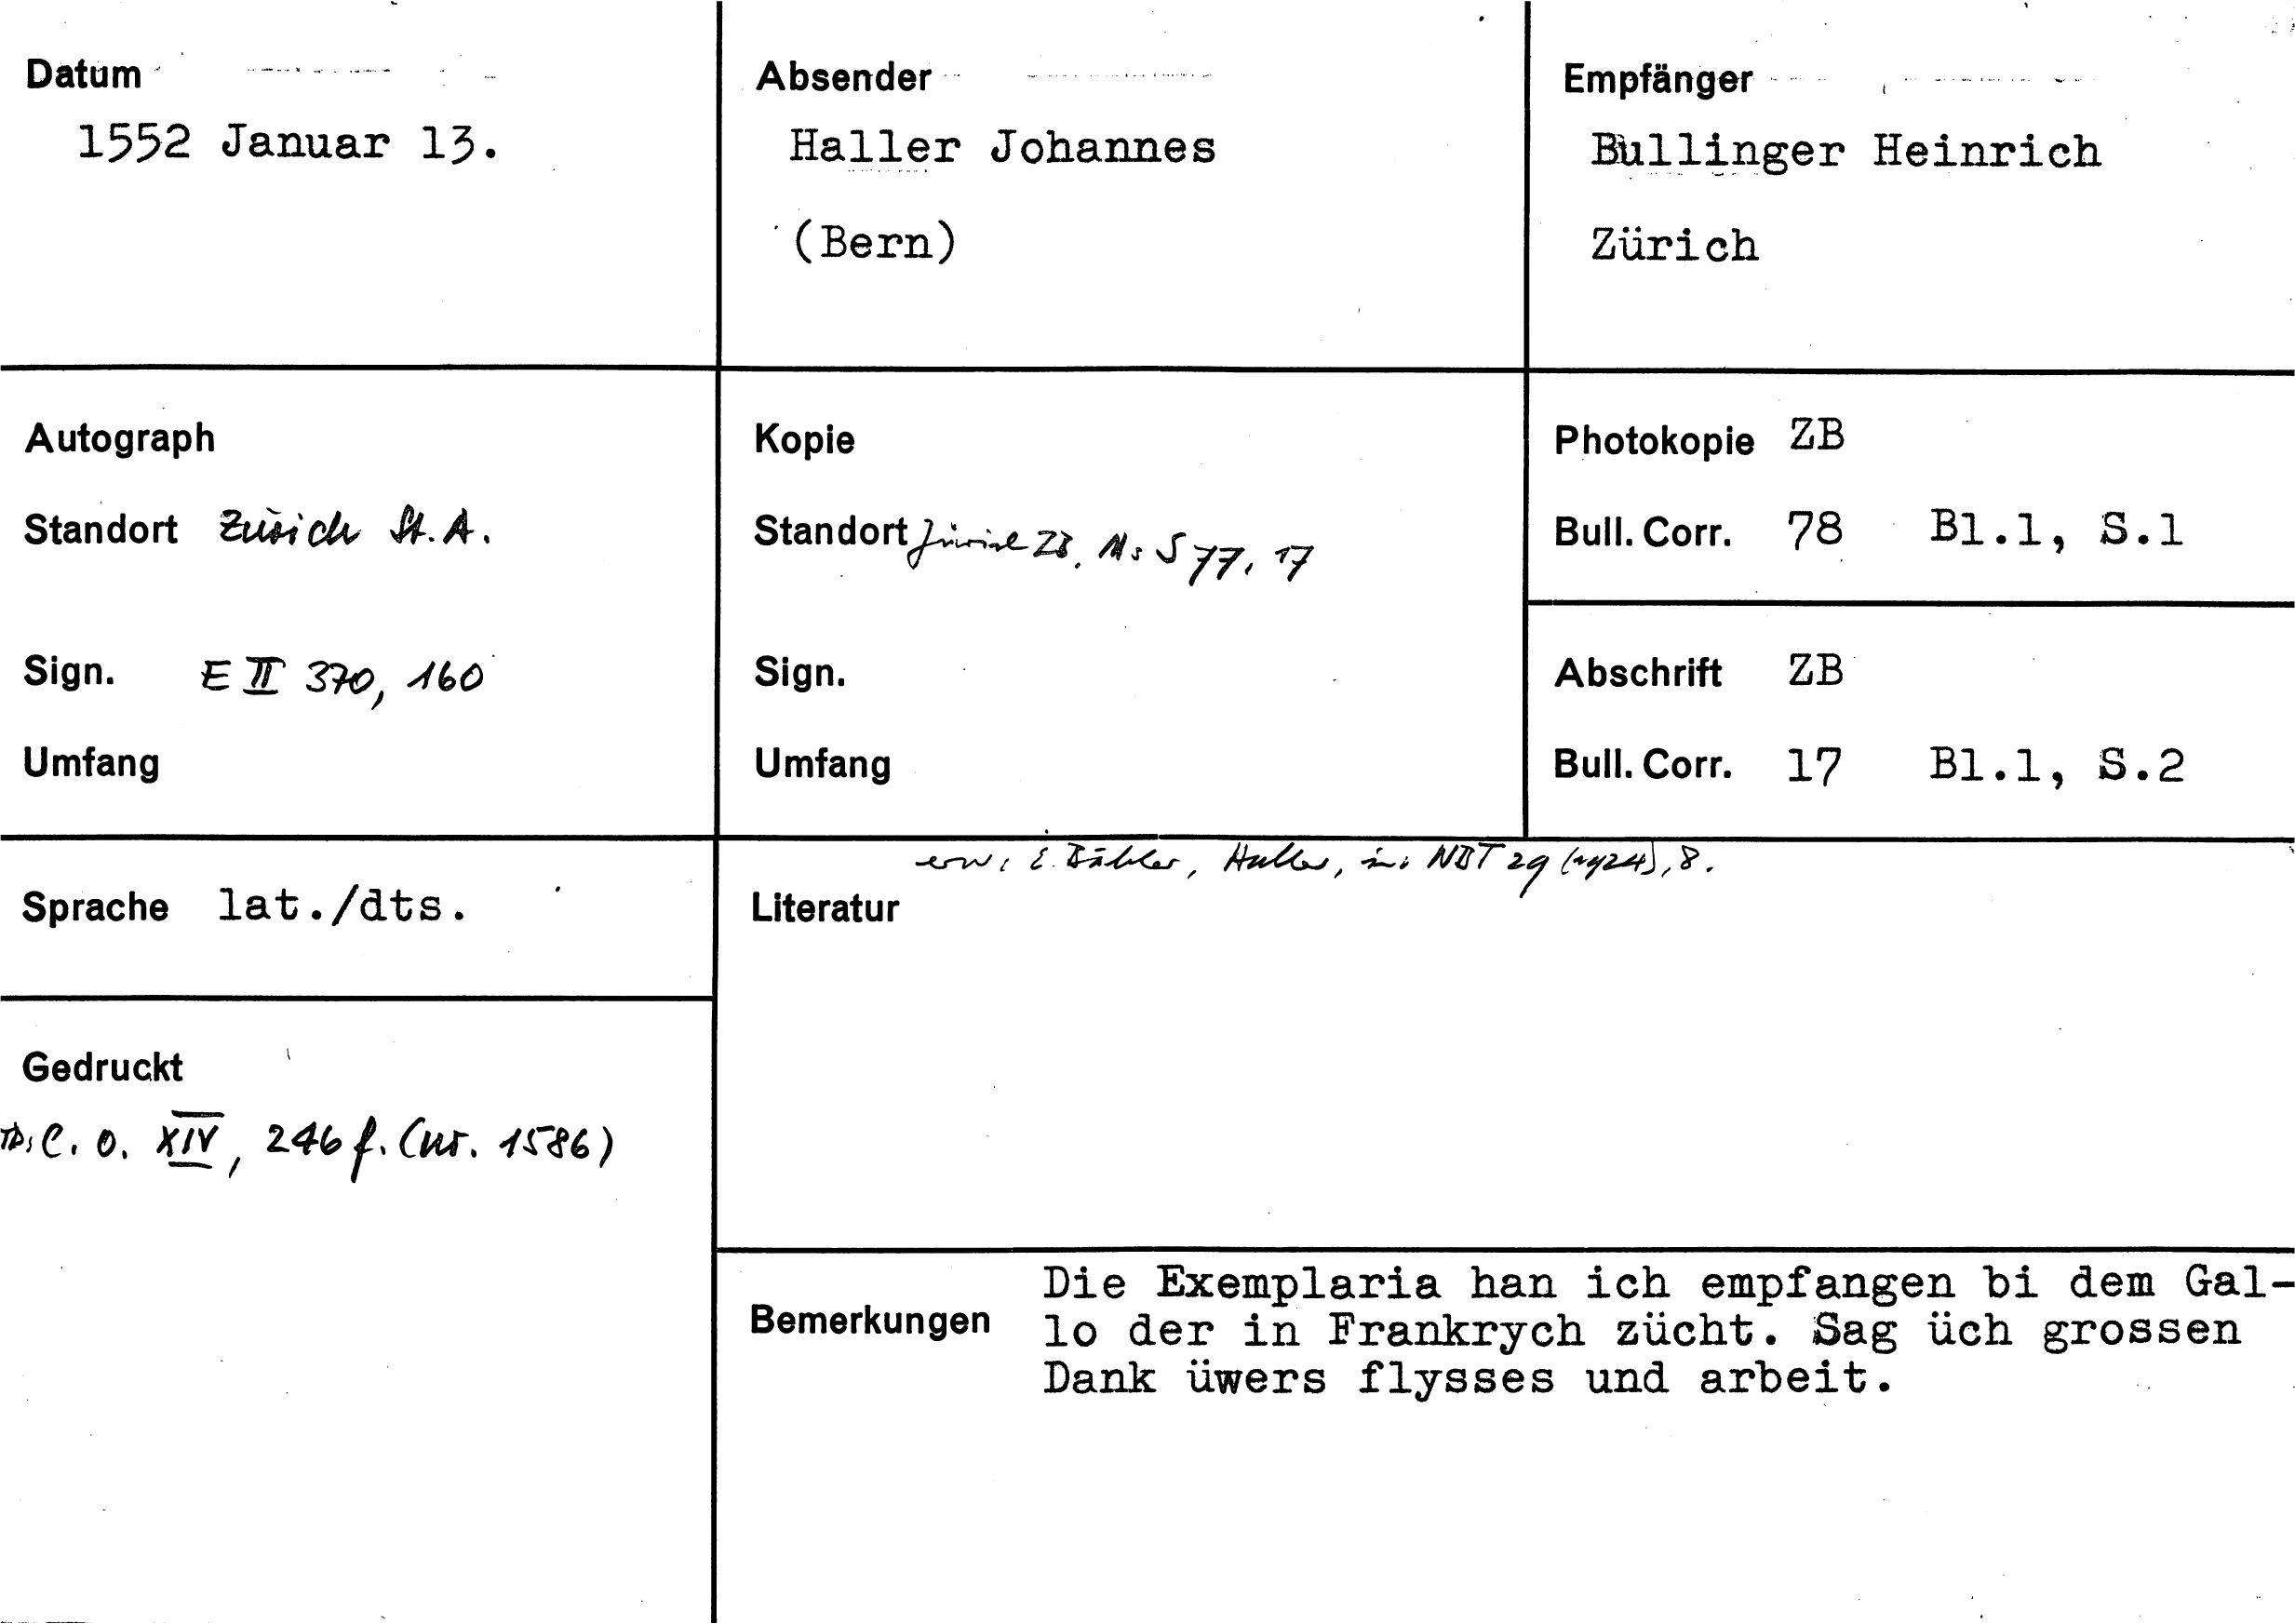 Datum
1552 Januar 13.
Absender
Haller Johannes
(Bern)
Empfänger
Bullinger Heinrich
Zürich
Autograph
Standort Zürich St. A.
Sign. E II 370, 160
Umfang
Kopie
Standort Zürich ZB. Ms S 77, 17
Sign.
Umfang
Photokopie ZB
Bull. Corr. 78 Bl.1, S.1
Abschrift ZB
Bull. Corr. 17 Bl.1, S.2
Sprache lat./dts.
erw: E. Bähler, Haller, in: NBT 29 (1924), 8.
Literatur
Gedruckt
C. O. XIV, 246 f. (nr. 1586)
Bemerkungen
Die Exemplaria han ich empfangen bi dem Gal-
lo der in Frankrych zücht. Sag üch grossen
Dank üwers flysses und arbeit.